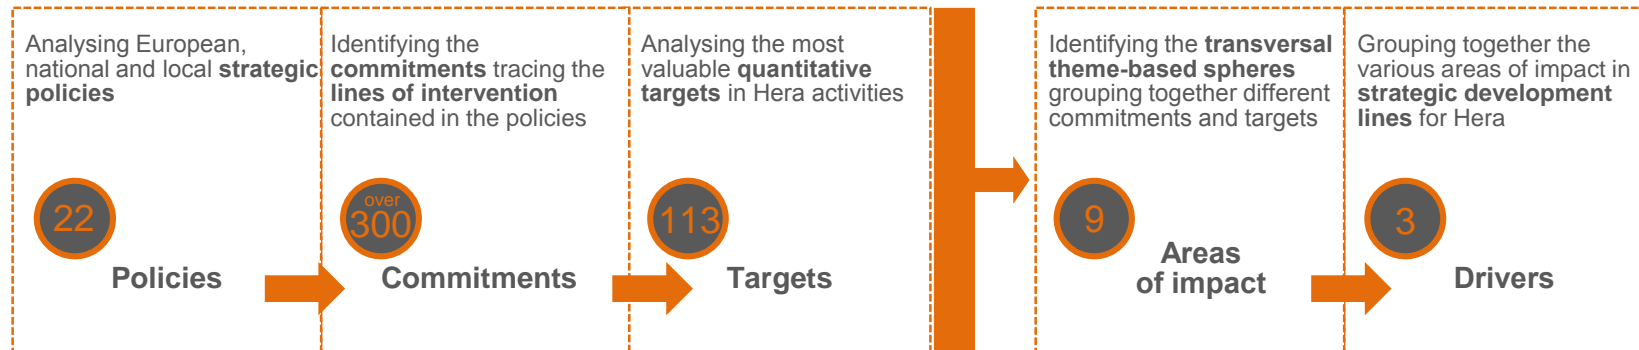 Analysing European,
national and local strategic
policies
22
Policies
Identifying the
commitments tracing the
lines of intervention
contained in the policies
over
300
Commitments
Analysing the most
valuable quantitative
targets in Hera activities
113
Targets
Identifying the transversal
theme-based spheres
grouping together different
commitments and targets
9
Areas
of impact
Grouping together the
various areas of impact in
strategic development
lines for Hera
3
Drivers